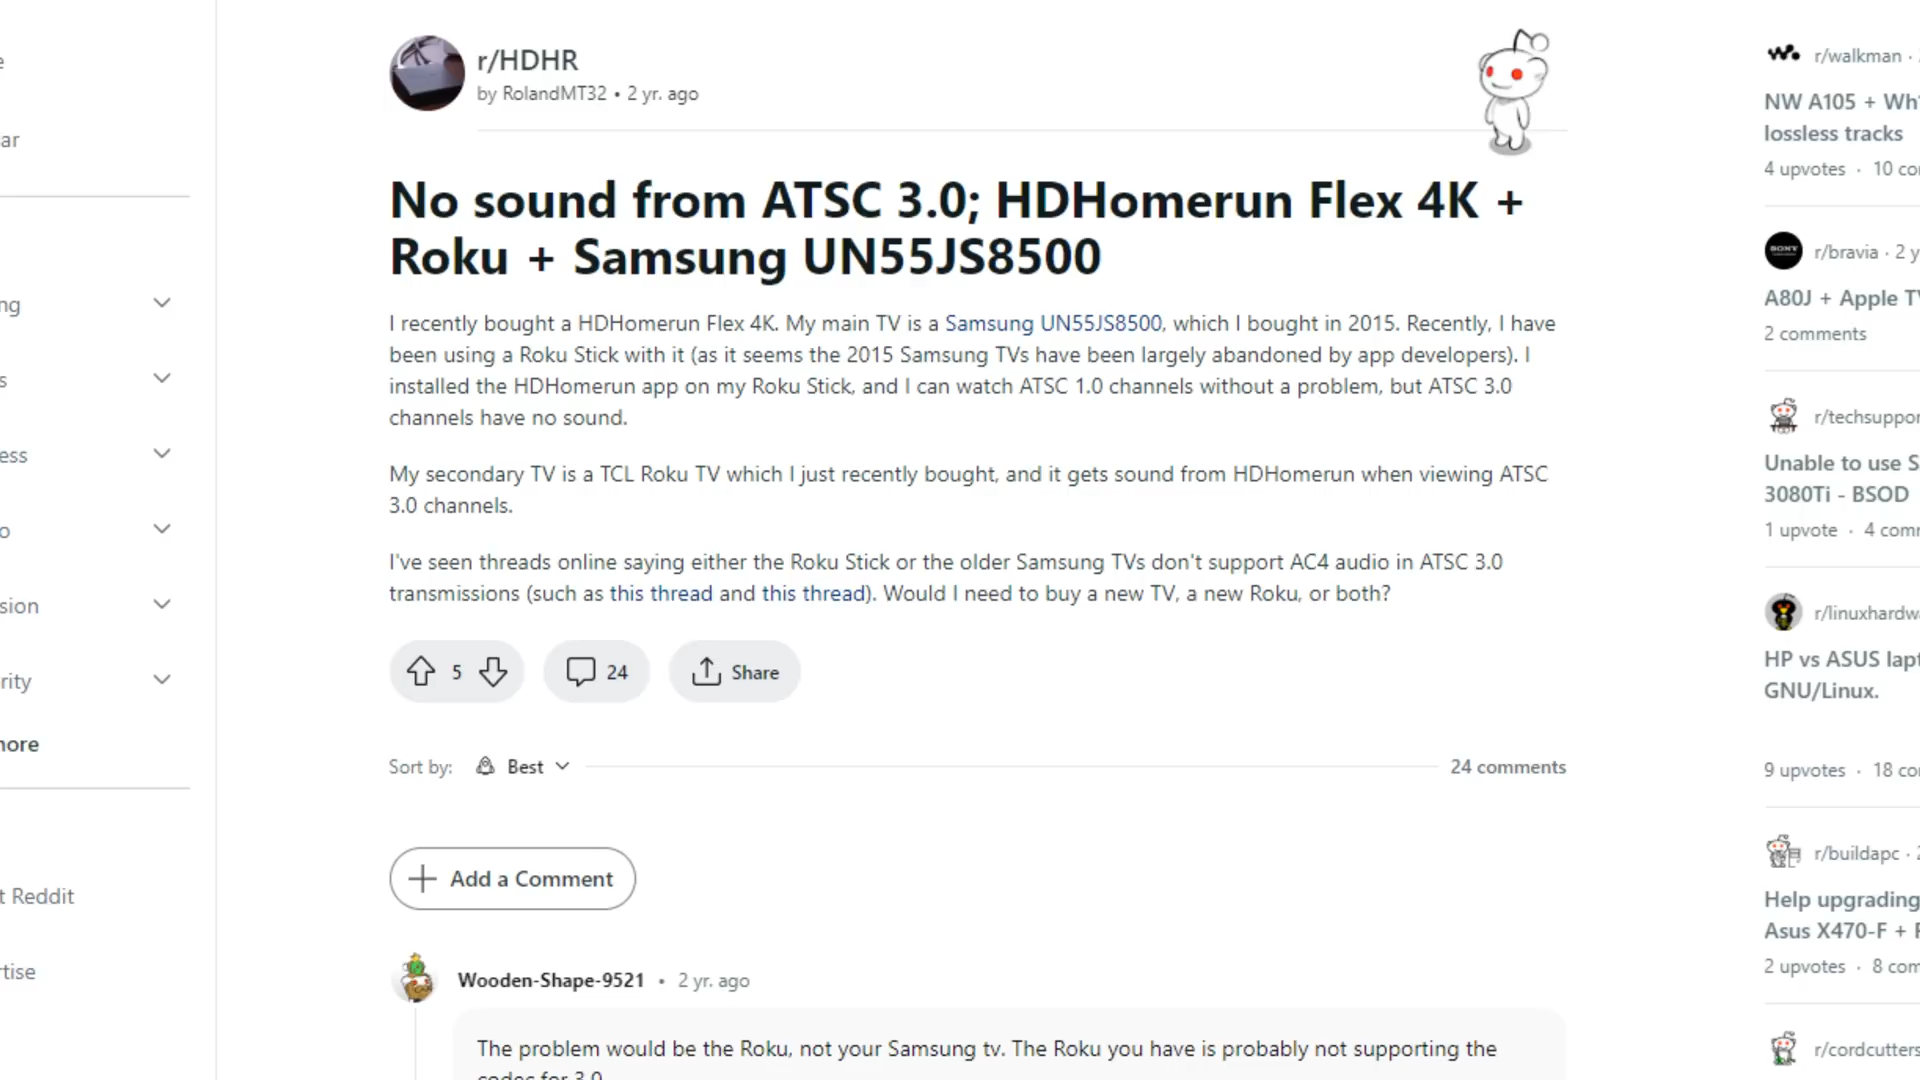 r/HDHR
by RolandMT32 • 2 yr. ago
No sound from ATSC 3.0; HDHomerun Flex 4K +
Roku + Samsung UN55JS8500
I recently bought a HDHomerun Flex 4K. My main TV is a Samsung UN55JS8500, which I bought in 2015. Recently, I have
been using a Roku Stick with it (as it seems the 2015 Samsung TVs have been largely abandoned by app developers). I
installed the HDHomerun app on my Roku Stick, and I can watch ATSC 1.0 channels without a problem, but ATSC 3.0
channels have no sound.
My secondary TV is a TCL Roku TV which I just recently bought, and it gets sound from HDHomerun when viewing ATSC
3.0 channels.
I've seen threads online saying either the Roku Stick or the older Samsung TVs don't support AC4 audio in ATSC 3.0
transmissions (such as this thread and this thread). Would I need to buy a new TV, a new Roku, or both?
5
24
Share
Sort by:
Best
24 comments
Add a Comment
Wooden-Shape-9521 • 2 yr. ago
The problem would be the Roku, not your Samsung tv. The Roku you have is probably not supporting the
codec for 3.0
e
ar
ng
s
ess
o
sion
rity
more
t Reddit
rtise
r/walkman ·
NW A105 + Wh
lossless tracks
4 upvotes · 10 co
SONY
r/bravia · 2 y
A80J + Apple T
2 comments
r/techsuppor
Unable to use S
3080Ti - BSOD
1 upvote · 4 com
r/linuxhardw
HP vs ASUS lap
GNU/Linux.
9 upvotes · 18 co
r/buildapc · 2
Help upgrading
Asus X470-F +
2 upvotes · 8 com
r/cordcutters